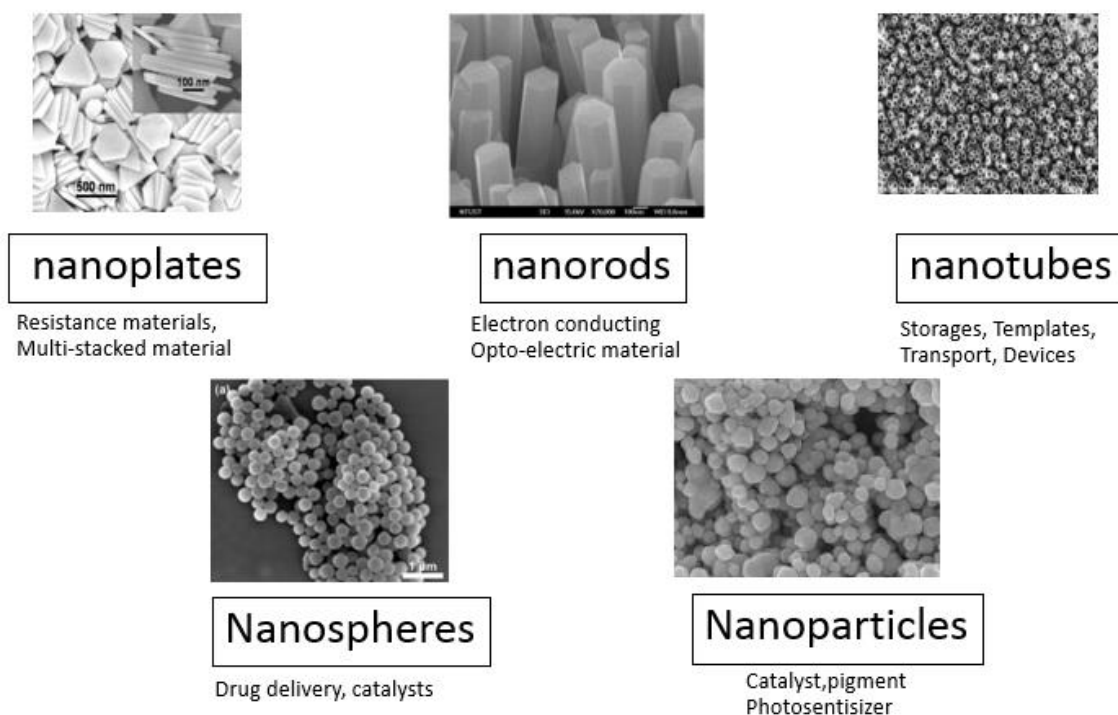 100 nm
500 nm
nanoplates
Resistance materials,
Multi-stacked material
100nm
nanorods
Electron conducting
Opto-electric material
nanotubes
Storages, Templates,
Transport, Devices
(a)
1 μm
Nanospheres
Drug delivery, catalysts
Nanoparticles
Catalyst,pigment
Photosentisizer